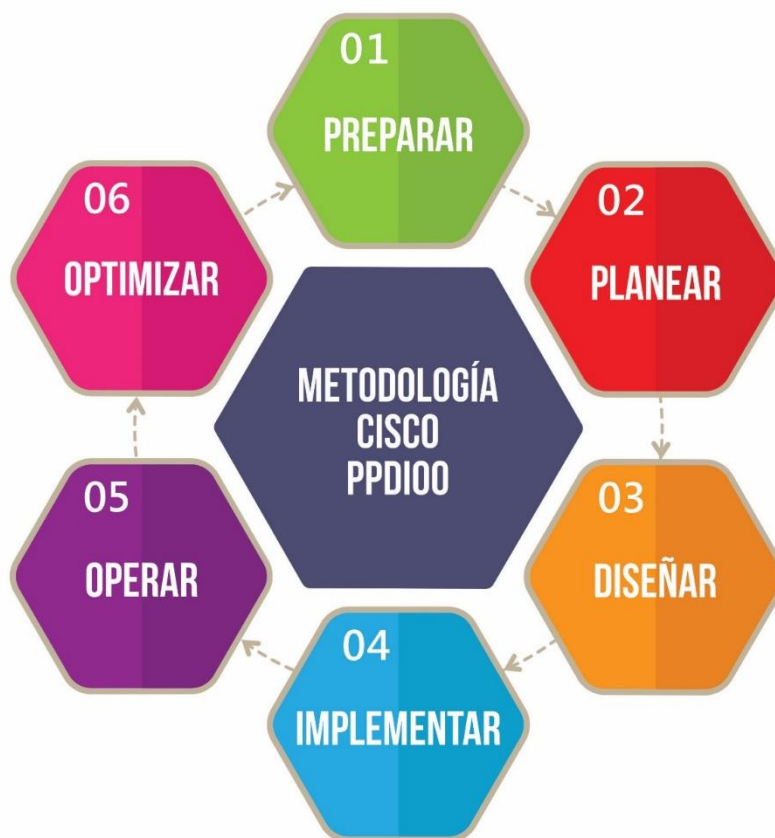 01
PREPARAR
02
PLANEAR
03
DISEÑAR
04
IMPLEMENTAR
05
OPERAR
06
OPTIMIZAR
METODOLOGÍA
CISCO
PPDIOO